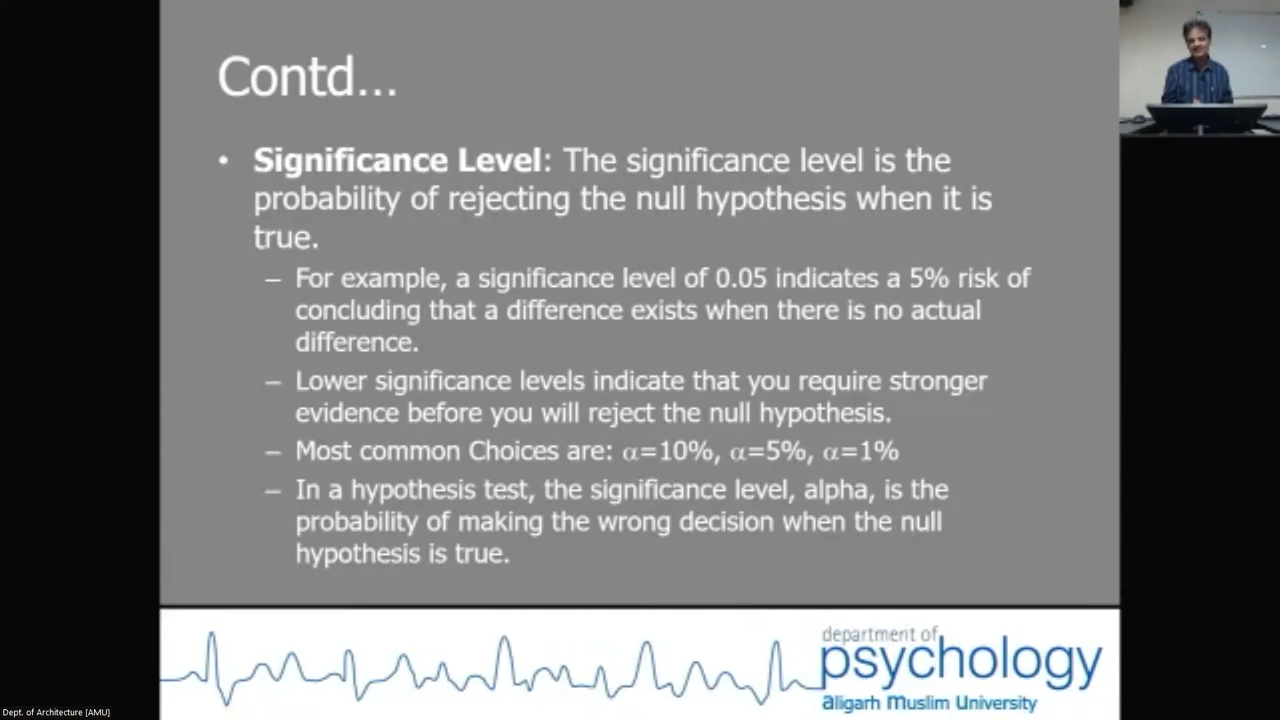 Contd...
• Significance Level: The significance level is the
probability of rejecting the null hypothesis when it is
true.
– For example, a significance level of 0.05 indicates a 5% risk of
concluding that a difference exists when there is no actual
difference.
– Lower significance levels indicate that you require stronger
evidence before you will reject the null hypothesis.
– Most common Choices are: α=10%, α=5%, α=1%
– In a hypothesis test, the significance level, alpha, is the
probability of making the wrong decision when the null
hypothesis is true.
department of
psychology
aligarh muslim university
Dept. of Architecture [AMU]